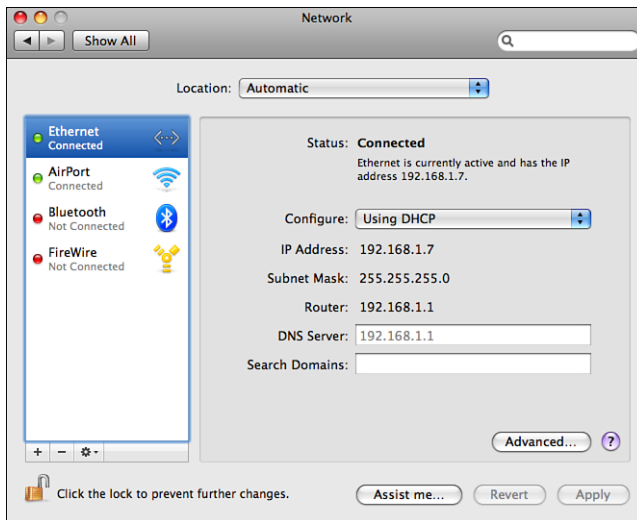 Network
Show All
Location: Automatic
Ethernet
Connected
AirPort
Connected
Bluetooth
Not Connected
FireWire
Not Connected
Status: Connected
Ethernet is currently active and has the IP
address 192.168.1.7.
Configure: Using DHCP
IP Address: 192.168.1.7
Subnet Mask: 255.255.255.0
Router: 192.168.1.1
DNS Server: 192.168.1.1
Search Domains:
Advanced... ?
+ −
Click the lock to prevent further changes.
Assist me... Revert Apply